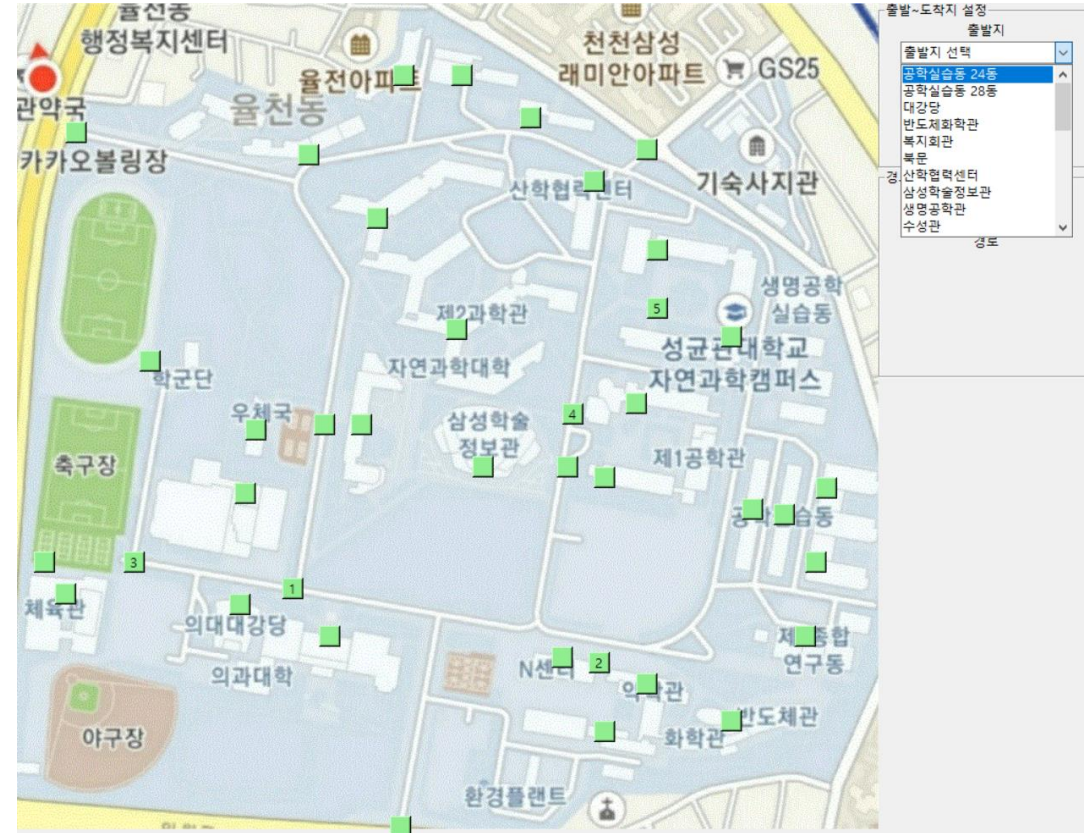 율천동
행정복지센터
관약국
카카오볼링장
율전아파트
율천동
천천삼성
래미안아파트
GS25
기숙사지관
산학협력센터
생명공학
실습동
제2과학관
자연과학대학
성균관대학교
자연과학캠퍼스
5
학군단
우체국
삼성학술
정보관
4
제1공학관
축구장
3
1
체육관
의대대강당
의과대학
N센터
2
약학관
연구동
반도체관
화학관
야구장
환경플랜트
출발~도착지 설정
출발지
출발지 선택
공학실습동 24동
공학실습동 28동
대강당
반도체화학관
복지회관
북문
산학협력센터
삼성학술정보관
생명공학관
수성관
경로